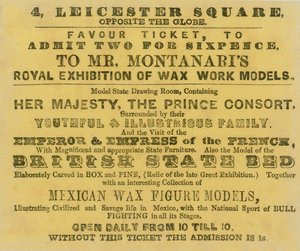 4, LEICESTER SQUARE,
OPPOSITE THE GLOBE.
FAVOUR TICKET, TO
ADMIT TWO FOR SIXPENCE,
TO MR. MONTANARI'S
ROYAL EXHIBITION OF WAX WORK MODELS.
Model State Drawing Room, Containing
HER MAJESTY, THE PRINCE CONSORT,
Surrounded by their
YOUTHFUL & ILLUSTRIOUS FAMILY.
And the Visit of the
EMPEROR & EMPRESS of the FRENCH,
With Magnificent and appropriate State Furniture. Also the Model of the
BRITISH STATE BED
Elaborately Carved in BOX and PINE, (Relic of the late Great Exhibition.) Together
with an interesting Collection of
MEXICAN WAX FIGURE MODELS,
Illustrating Civilized and Savage life in Mexico, with the National Sport of BULL
FIGHTING in all its Stages.
OPEN DAILY FROM 10 TILL 10.
WITHOUT THIS TICKET THE ADMISSION IS 1s.